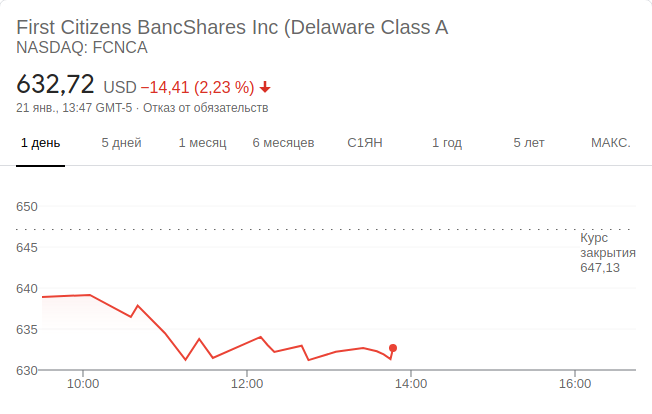 First Citizens BancShares Inc (Delaware Class A
NASDAQ: FCNCA
632,72 USD −14,41 (2,23 %)
21 янв., 13:47 GMT-5 · Отказ от обязательств
1 день 5 дней 1 месяц 6 месяцев С1ЯН 1 год 5 лет МАКС.
650
Курс
645 закрытия
647,13
640
635
630
10:00 12:00 14:00 16:00